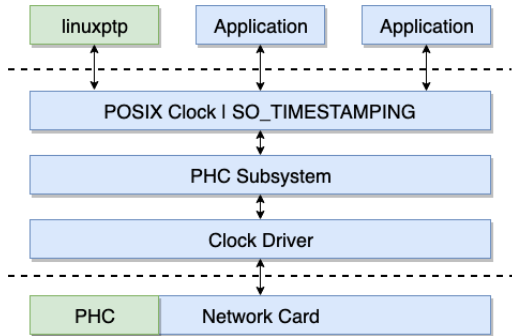 linuxptp
Application
Application
POSIX Clock | SO_TIMESTAMPING
PHC Subsystem
Clock Driver
PHC
Network Card